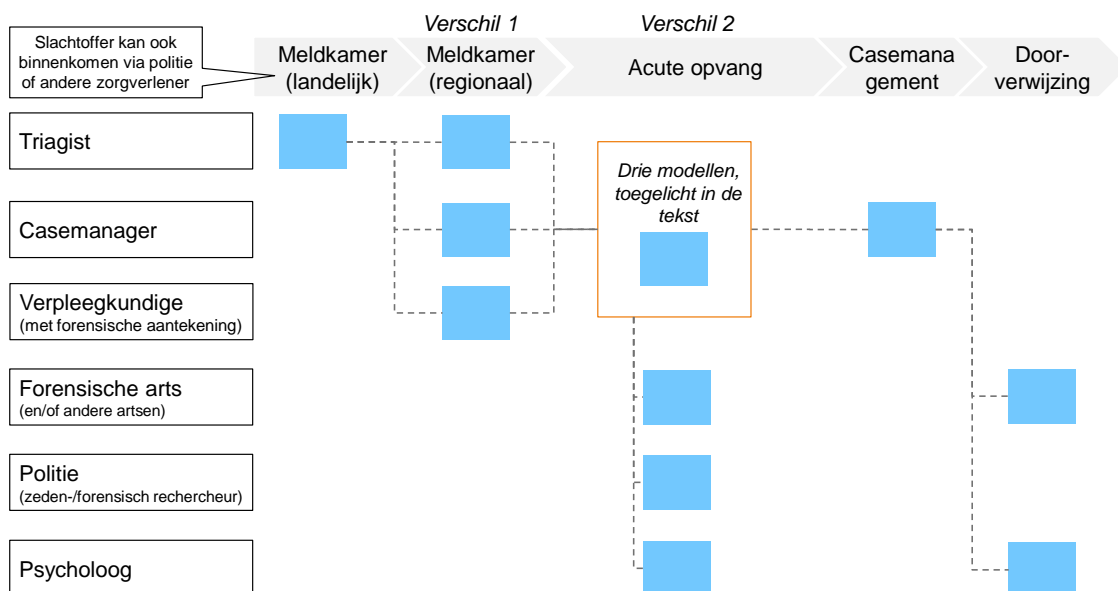 Verschil 1
Verschil 2
Slachtoffer kan ook
binnenkomen via politie
of andere zorgverlener
Meldkamer
(landelijk)
Meldkamer
(regionaal)
Acute opvang
Casemana
gement
Door-
verwijzing
Triagist
Drie modellen,
toegelicht in de
tekst
Casemanager
Verpleegkundige
(met forensische aantekening)
Forensische arts
(en/of andere artsen)
Politie
(zeden-/forensisch rechercheur)
Psycholoog